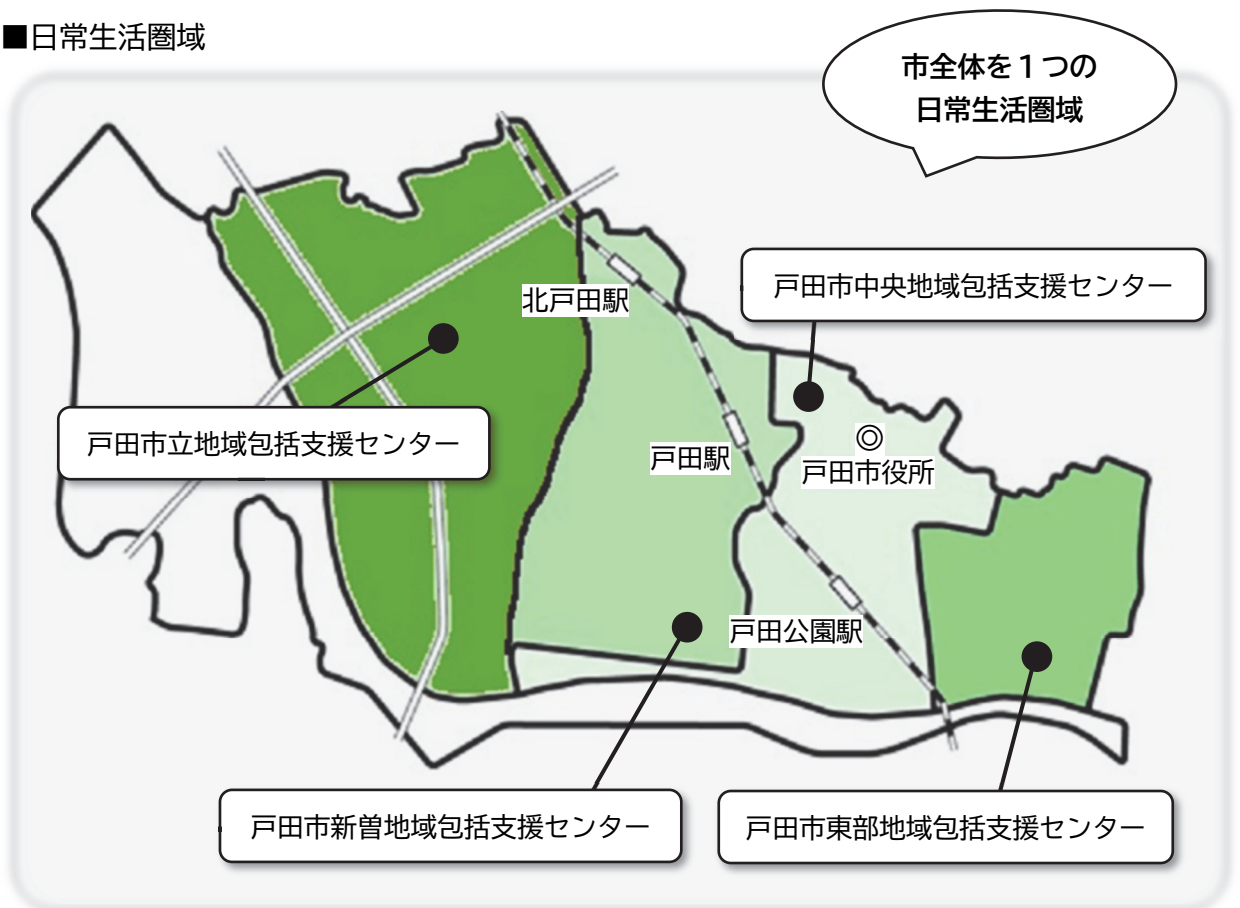 ■日常生活圏域
市全体を１つの
日常生活圏域
戸田市中央地域包括支援センター
北戸田駅
戸田市立地域包括支援センター
戸田駅
◎
戸田市役所
戸田公園駅
戸田市新曽地域包括支援センター
戸田市東部地域包括支援センター